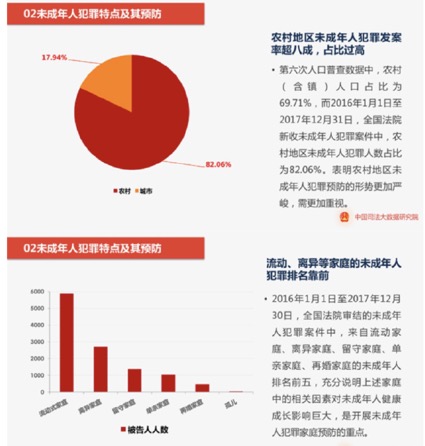 02未成年人犯罪特点及其预防
17.94%
82.06%
农村 城市
农村地区未成年人犯罪发案
率超八成，占比过高
• 第六次人口普查数据中，农村
（含镇）人口占比为
69.71%，而2016年1月1日至
2017年12月31日，全国法院
新收未成年人犯罪案件中，农
村地区未成年人犯罪人数占比
为82.06%。表明农村地区未
成年人犯罪预防的形势更加严
峻，需更加重视。
中国司法大数据研究院
02未成年人犯罪特点及其预防
6000
5000
4000
3000
2000
1000
0
流动式家庭
离异家庭
留守家庭
单亲家庭
再婚家庭
孤儿
被告人人数
流动、离异等家庭的未成年人
犯罪排名靠前
• 2016年1月1日至2017年12月
30日，全国法院审结的未成年
人犯罪案件中，来自流动家
庭、离异家庭、留守家庭、单
亲家庭、再婚家庭的未成年人
排名前五，充分说明上述家庭
中的相关因素对未成年人健康
成长影响巨大，是开展未成年
人犯罪家庭预防的重点。